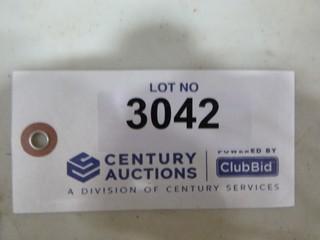 LOT NO
3042
CENTURY
AUCTIONS
POWERED BY
ClubBid
A DIVISION OF CENTURY SERVICES